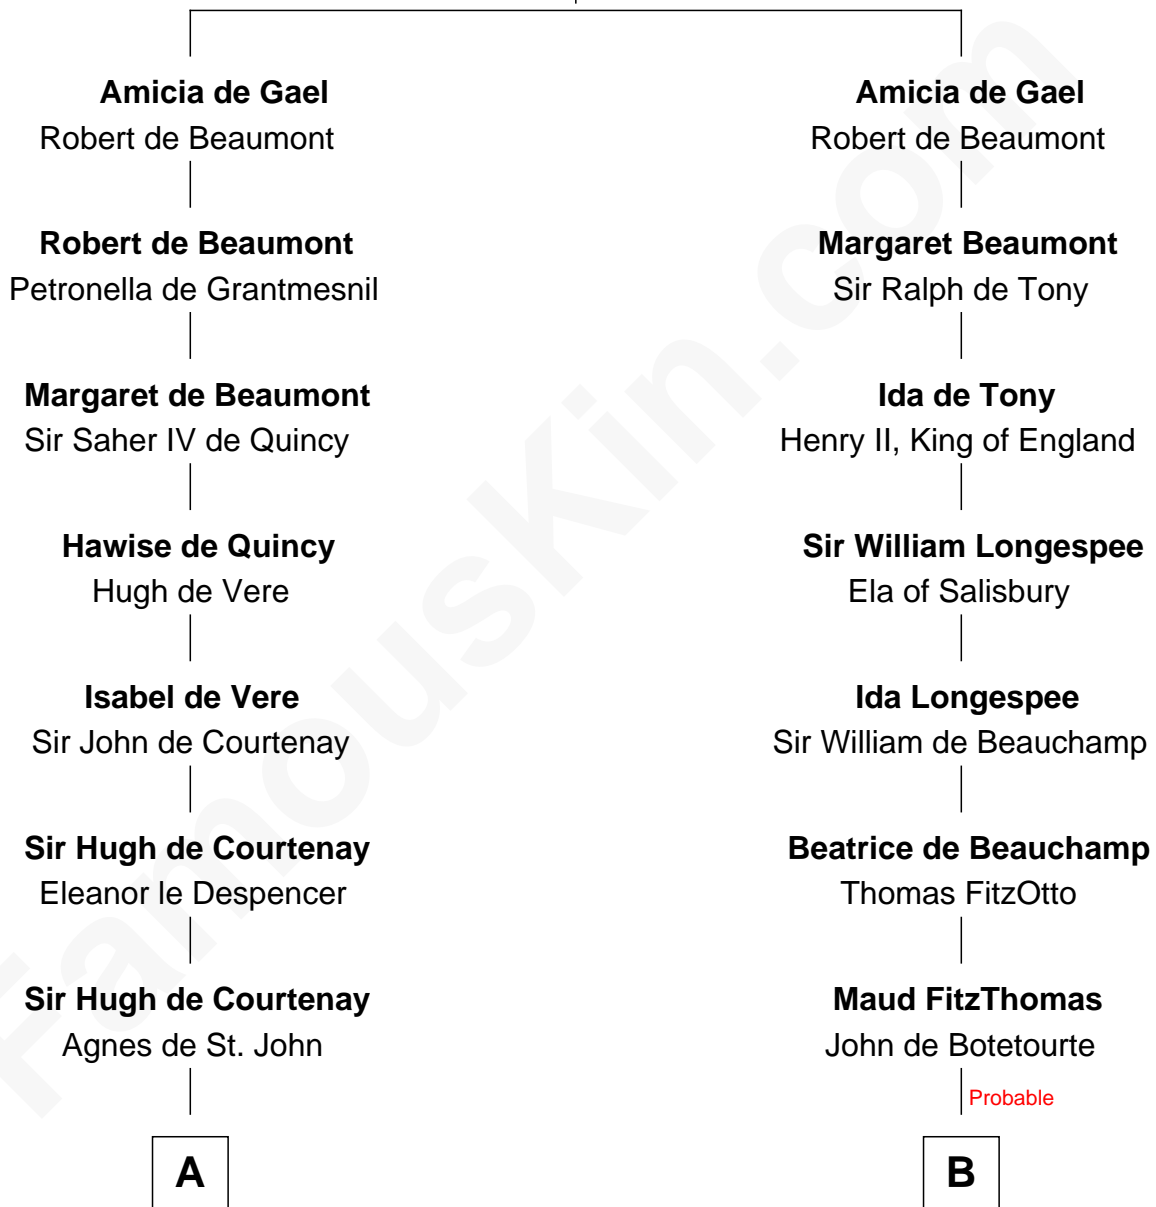 Amicia de Gael
Robert de Beaumont
Robert de Beaumont
Petronella de Grantmesnil
Margaret de Beaumont
Sir Saher IV de Quincy
Hawise de Quincy
Hugh de Vere
Isabel de Vere
Sir John de Courtenay
Sir Hugh de Courtenay
Eleanor le Despencer
Sir Hugh de Courtenay
Agnes de St. John
A
Amicia de Gael
Robert de Beaumont
Margaret Beaumont
Sir Ralph de Tony
Ida de Tony
Henry II, King of England
Sir William Longespee
Ela of Salisbury
Ida Longespee
Sir William de Beauchamp
Beatrice de Beauchamp
Thomas FitzOtto
Maud FitzThomas
John de Botetourte
Probable
B
FamousKin.com